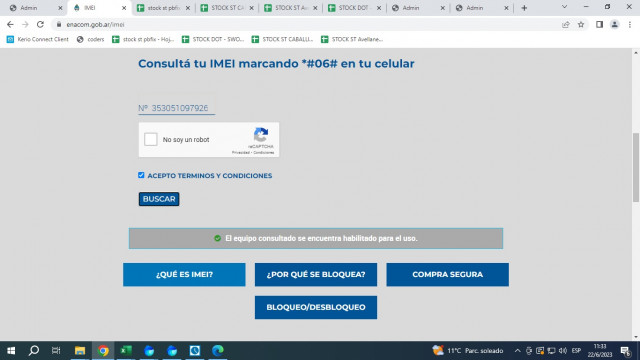 Admin
IMEI
stock st pbfix
STOCK ST CA
STOCK ST Av
STOCK DOT -
Admin
Admin
enacom.gob.ar/imei
Kerio Connect Client
coders
stock st pbfix - Hoj...
STOCK DOT - SWO...
STOCK ST CABALLI...
STOCK ST Avellane...
Consultá tu IMEI marcando *#06# en tu celular
Nº 353051097926
No soy un robot
reCAPTCHA
Privacidad - Condiciones
ACEPTO TERMINOS Y CONDICIONES
BUSCAR
El equipo consultado se encuentra habilitado para el uso.
¿QUÉ ES IMEI?
¿POR QUÉ SE BLOQUEA?
COMPRA SEGURA
BLOQUEO/DESBLOQUEO
11°C Parc. soleado
ESP
11:33
22/6/2023